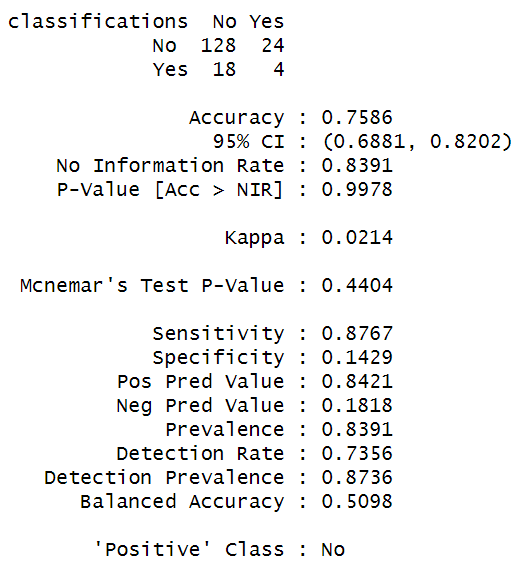 classifications No Yes
No 128 24
Yes 18 4
Accuracy : 0.7586
95% CI : (0.6881, 0.8202)
No Information Rate : 0.8391
P-Value [Acc > NIR] : 0.9978
Kappa : 0.0214
Mcnemar's Test P-Value : 0.4404
Sensitivity : 0.8767
Specificity : 0.1429
Pos Pred Value : 0.8421
Neg Pred Value : 0.1818
Prevalence : 0.8391
Detection Rate : 0.7356
Detection Prevalence : 0.8736
Balanced Accuracy : 0.5098
'Positive' Class : No